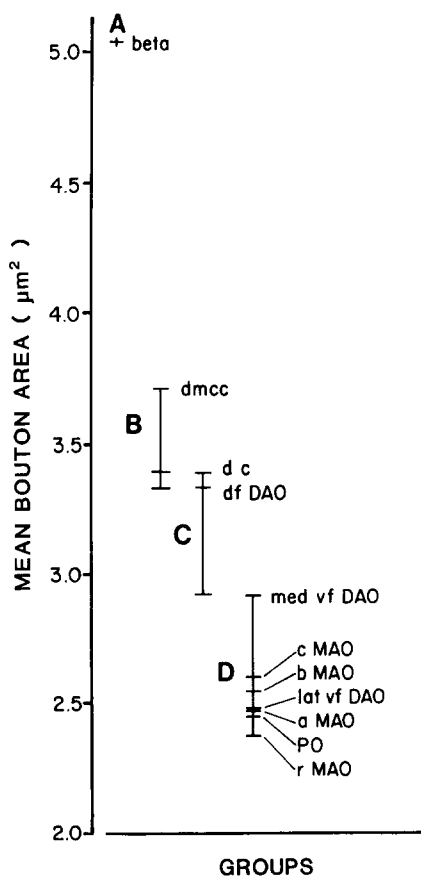 A
beta
5.0
4.5
4.0
3.5
3.0
2.5
2.0
MEAN BOUTON AREA ( μm² )
B
dmcc
C
d c
df DAO
D
med vf DAO
c MAO
b MAO
lat vf DAO
a MAO
PO
r MAO
GROUPS